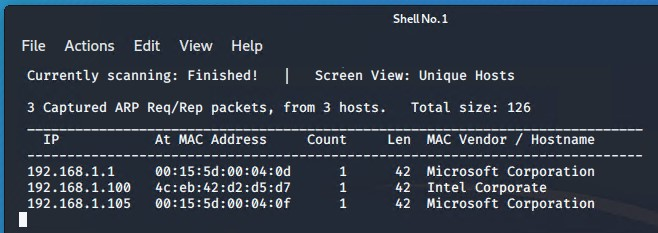 Shell No. 1
File Actions Edit View Help
Currently scanning: Finished! | Screen View: Unique Hosts
3 Captured ARP Req/Rep packets, from 3 hosts. Total size: 126
_____________________________________________________________________________
IP At MAC Address Count Len MAC Vendor / Hostname
-----------------------------------------------------------------------------
192.168.1.1 00:15:5d:00:04:0d 1 42 Microsoft Corporation
192.168.1.100 4c:eb:42:d2:d5:d7 1 42 Intel Corporate
192.168.1.105 00:15:5d:00:04:0f 1 42 Microsoft Corporation